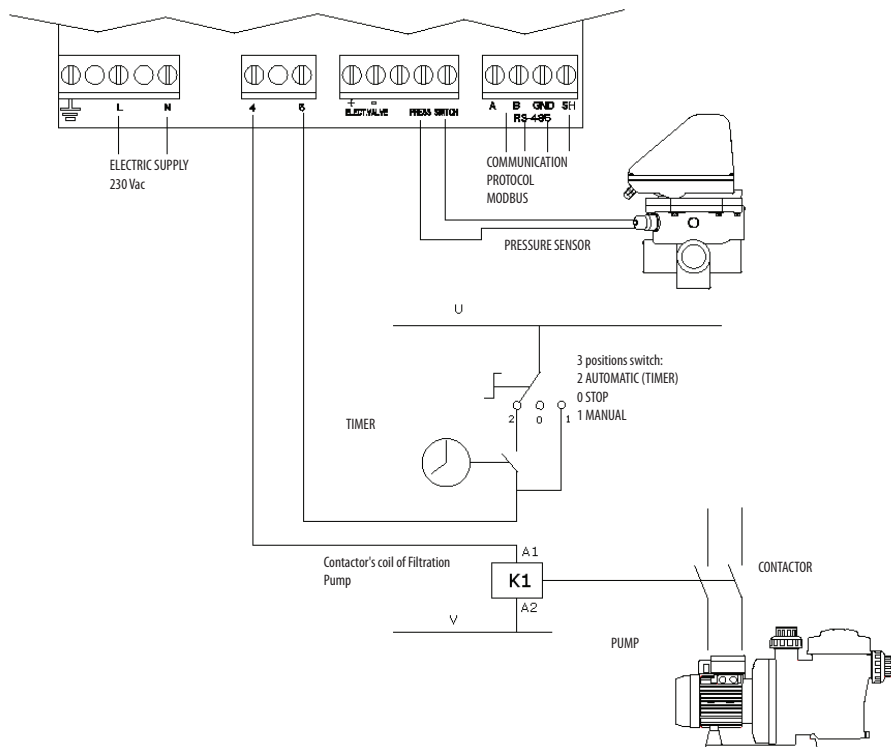 L N
4 5
+ -
ELECT.VALVE
PRESS SWITCH
A B GND SH
RS-485
ELECTRIC SUPPLY
230 Vac
COMMUNICATION
PROTOCOL
MODBUS
PRESSURE SENSOR
U
3 positions switch:
2 AUTOMATIC (TIMER)
0 STOP
1 MANUAL
2 0 1
TIMER
A1
Contactor's coil of Filtration
Pump
K1
CONTACTOR
A2
V
PUMP